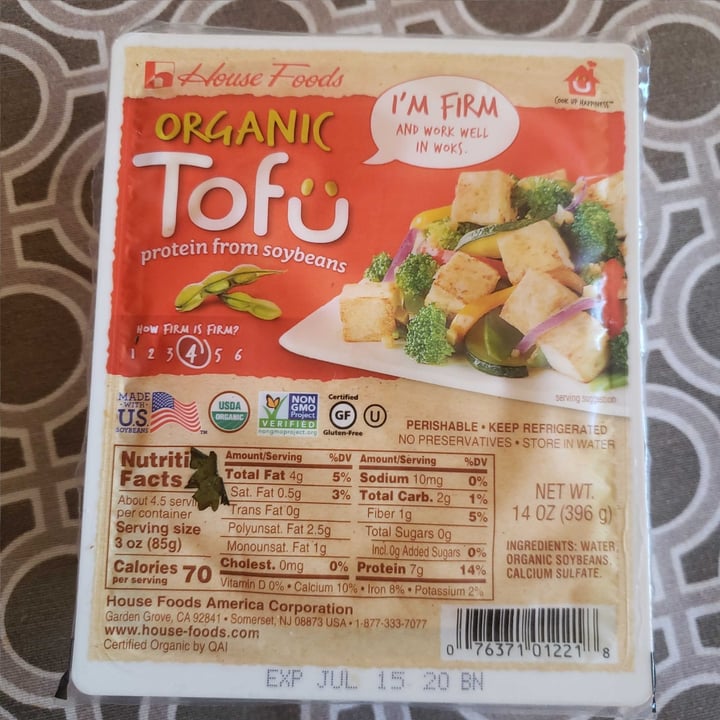 House Foods
COOK UP HAPPINESS™
I'M FIRM
AND WORK WELL
IN WOKS.
ORGANIC
Tofu
protein from soybeans
HOW FIRM IS FIRM?
1 2 3 4 5 6
serving suggestion
MADE
WITH
US
SOYBEANS
TM
USDA
ORGANIC
NON
GMO
Project
VERIFIED
nongmoproject.org
Certified
GF
Gluten-Free
U
PERISHABLE • KEEP REFRIGERATED
NO PRESERVATIVES • STORE IN WATER
Nutriti
Facts
About 4.5 servi
per container
Serving size
3 oz (85g)
Calories 70
per serving
Amount/Serving %DV
Total Fat 4g 5%
Sat. Fat 0.5g 3%
Trans Fat 0g
Polyunsat. Fat 2.5g
Monounsat. Fat 1g
Cholest. 0mg 0%
Amount/Serving %DV
Sodium 10mg 0%
Total Carb. 2g 1%
Fiber 1g 5%
Total Sugars 0g
Incl. 0g Added Sugars 0%
Protein 7g 14%
Vitamin D 0% • Calcium 10% • Iron 8% • Potassium 2%
NET WT.
14 OZ (396 g)
INGREDIENTS: WATER,
ORGANIC SOYBEANS,
CALCIUM SULFATE.
House Foods America Corporation
Garden Grove, CA 92841 • Somerset, NJ 08873 USA • 1-877-333-7077
www.house-foods.com
Certified Organic by QAI
0 76371 01221 8
EXP JUL 15 20 BN